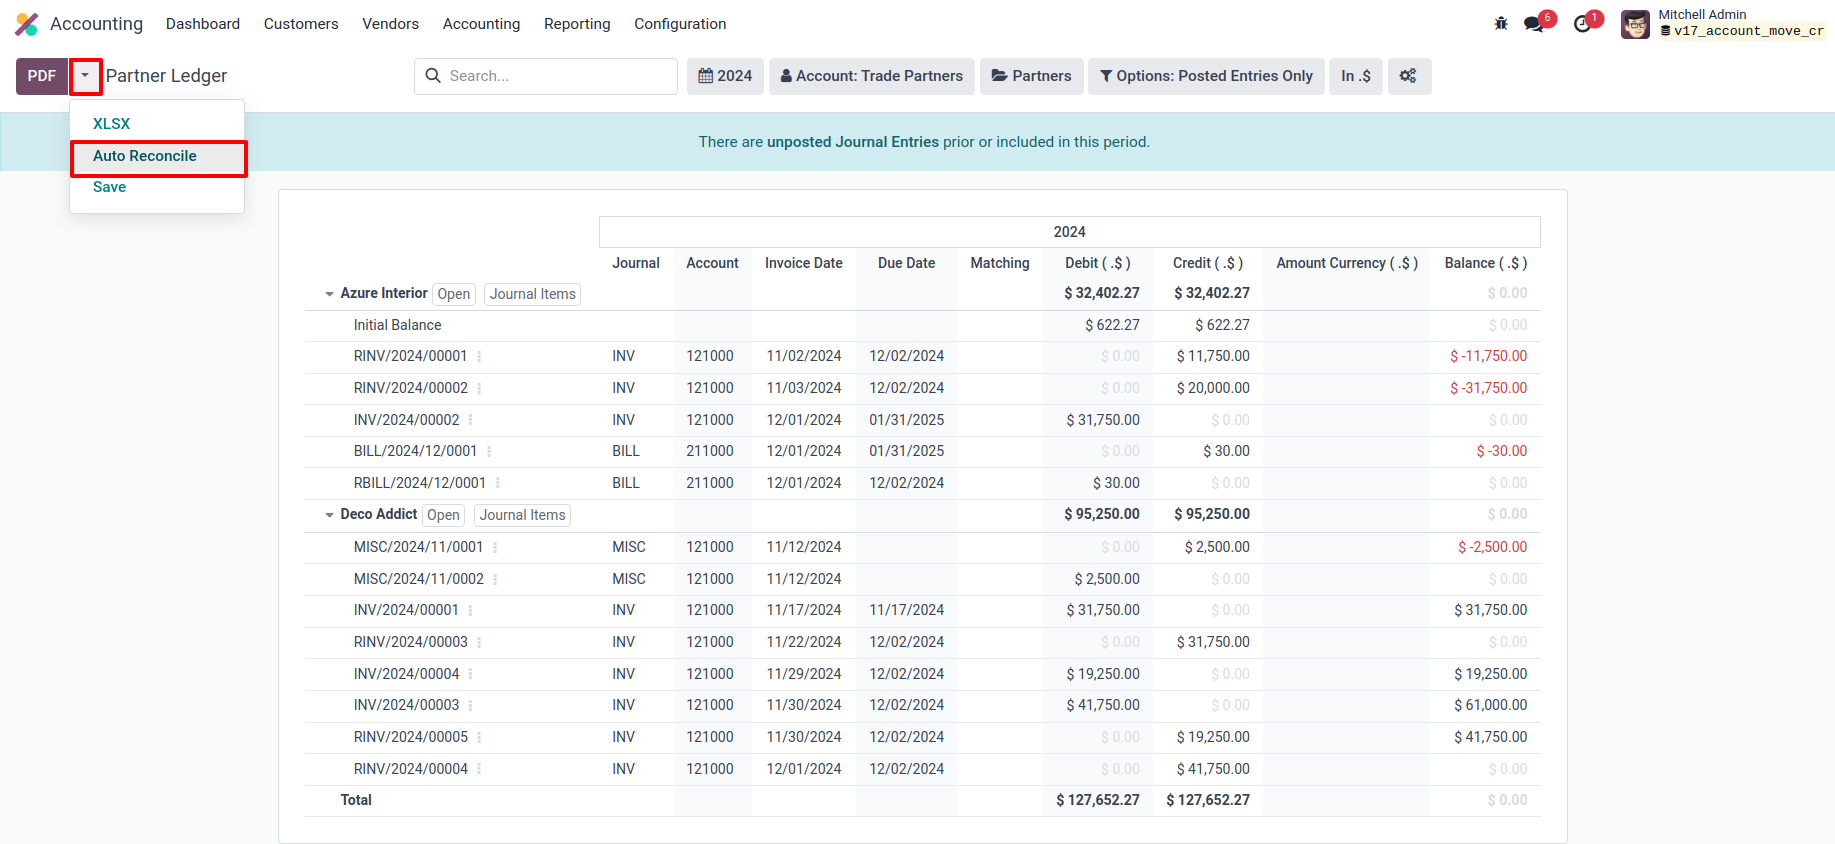 Accounting Dashboard Customers Vendors Accounting Reporting Configuration 6 1 Mitchell Admin
v17_account_move_cr
PDF Partner Ledger Search... 2024 Account: Trade Partners Partners Options: Posted Entries Only In .$
XLSX
Auto Reconcile
Save
There are unposted Journal Entries prior or included in this period.
2024
Journal Account Invoice Date Due Date Matching Debit ( .$ ) Credit ( .$ ) Amount Currency ( .$ ) Balance ( .$ )
Azure Interior Open Journal Items $ 32,402.27 $ 32,402.27 $ 0.00
Initial Balance $ 622.27 $ 622.27 $ 0.00
RINV/2024/00001 INV 121000 11/02/2024 12/02/2024 $ 0.00 $ 11,750.00 $ -11,750.00
RINV/2024/00002 INV 121000 11/03/2024 12/02/2024 $ 0.00 $ 20,000.00 $ -31,750.00
INV/2024/00002 INV 121000 12/01/2024 01/31/2025 $ 31,750.00 $ 0.00 $ 0.00
BILL/2024/12/0001 BILL 211000 12/01/2024 01/31/2025 $ 0.00 $ 30.00 $ -30.00
RBILL/2024/12/0001 BILL 211000 12/01/2024 12/02/2024 $ 30.00 $ 0.00 $ 0.00
Deco Addict Open Journal Items $ 95,250.00 $ 95,250.00 $ 0.00
MISC/2024/11/0001 MISC 121000 11/12/2024 $ 0.00 $ 2,500.00 $ -2,500.00
MISC/2024/11/0002 MISC 121000 11/12/2024 $ 2,500.00 $ 0.00 $ 0.00
INV/2024/00001 INV 121000 11/17/2024 11/17/2024 $ 31,750.00 $ 0.00 $ 31,750.00
RINV/2024/00003 INV 121000 11/22/2024 12/02/2024 $ 0.00 $ 31,750.00 $ 0.00
INV/2024/00004 INV 121000 11/29/2024 12/02/2024 $ 19,250.00 $ 0.00 $ 19,250.00
INV/2024/00003 INV 121000 11/30/2024 12/02/2024 $ 41,750.00 $ 0.00 $ 61,000.00
RINV/2024/00005 INV 121000 11/30/2024 12/02/2024 $ 0.00 $ 19,250.00 $ 41,750.00
RINV/2024/00004 INV 121000 12/01/2024 12/02/2024 $ 0.00 $ 41,750.00 $ 0.00
Total $ 127,652.27 $ 127,652.27 $ 0.00